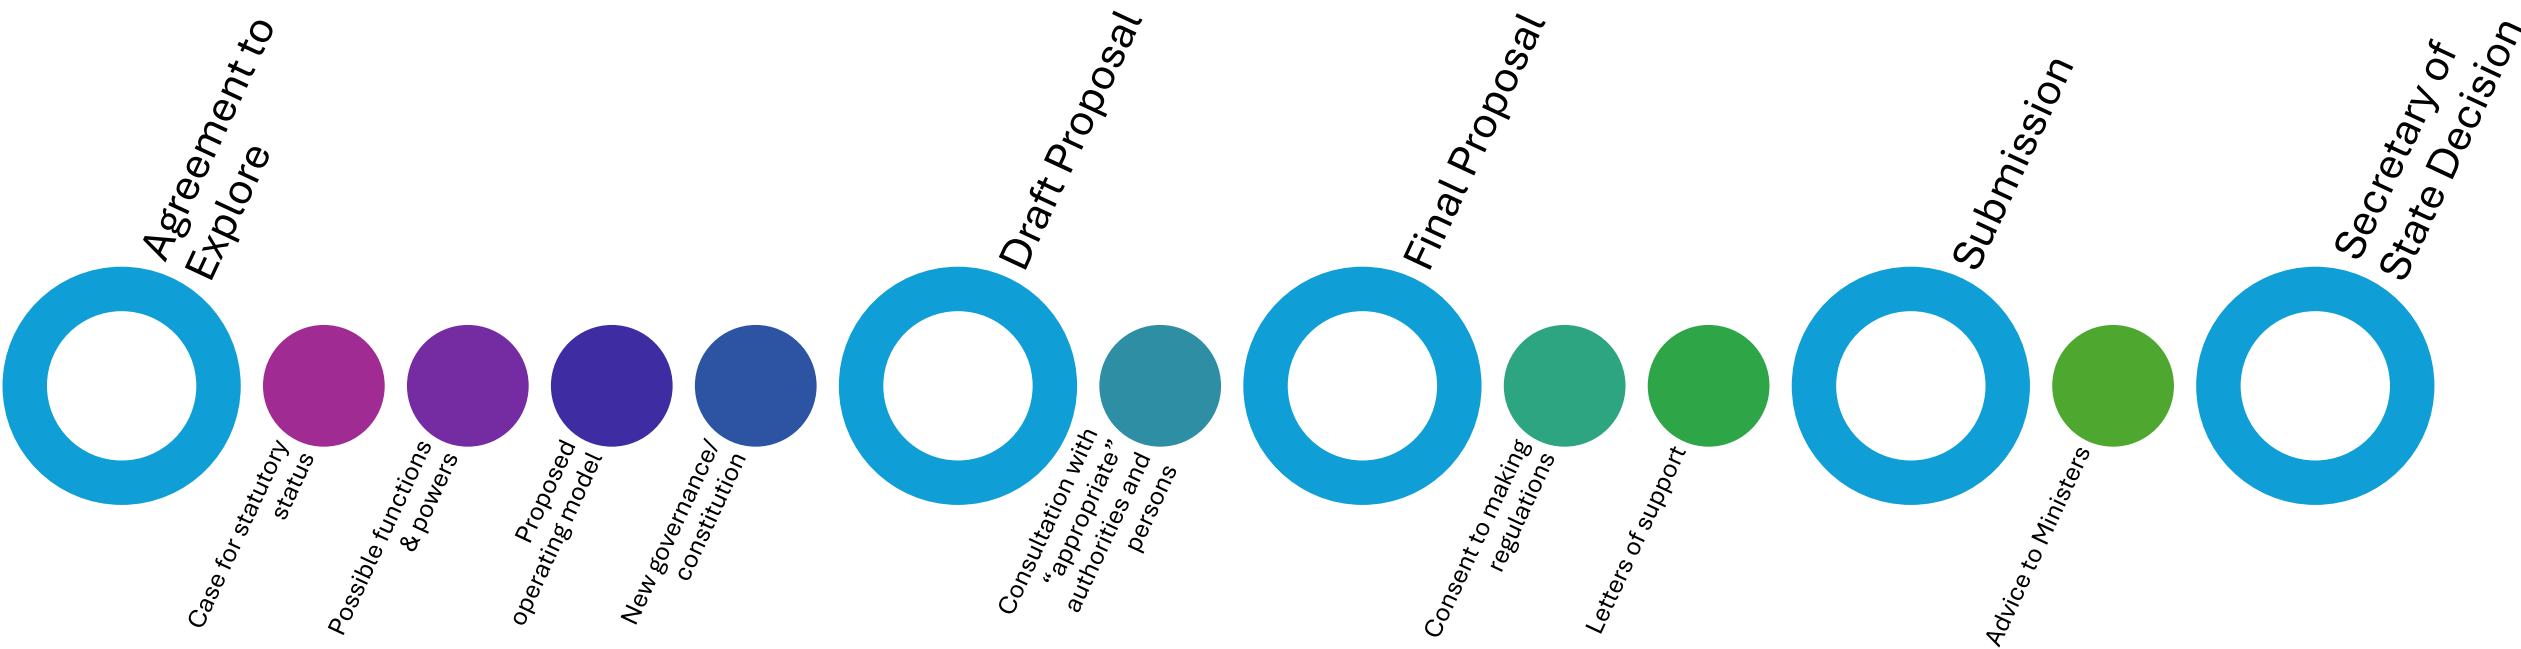 Agreement to
Explore
Case for statutory
status
Possible functions
& powers
Proposed
operating model
New governance/
constitution
Draft Proposal
Consultation with
“appropriate”
authorities and
persons
Final Proposal
Consent to making
regulations
Letters of support
Submission
Advice to Ministers
Secretary of
State Decision